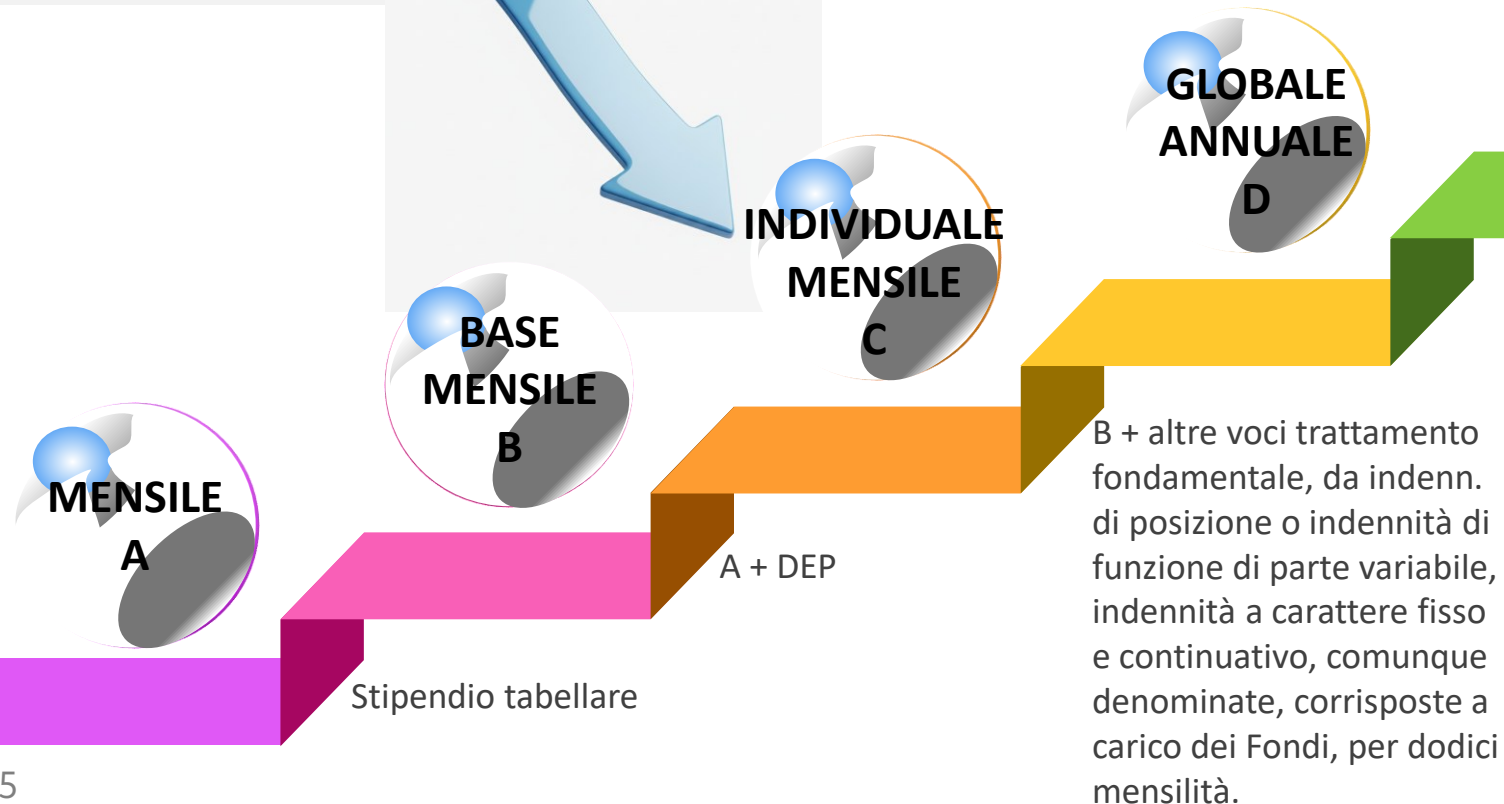 MENSILE
A
Stipendio tabellare
BASE
MENSILE
B
A + DEP
INDIVIDUALE
MENSILE
C
B + altre voci trattamento
fondamentale, da indenn.
di posizione o indennità di
funzione di parte variabile,
indennità a carattere fisso
e continuativo, comunque
denominate, corrisposte a
carico dei Fondi, per dodici
mensilità.
GLOBALE
ANNUALE
D
5